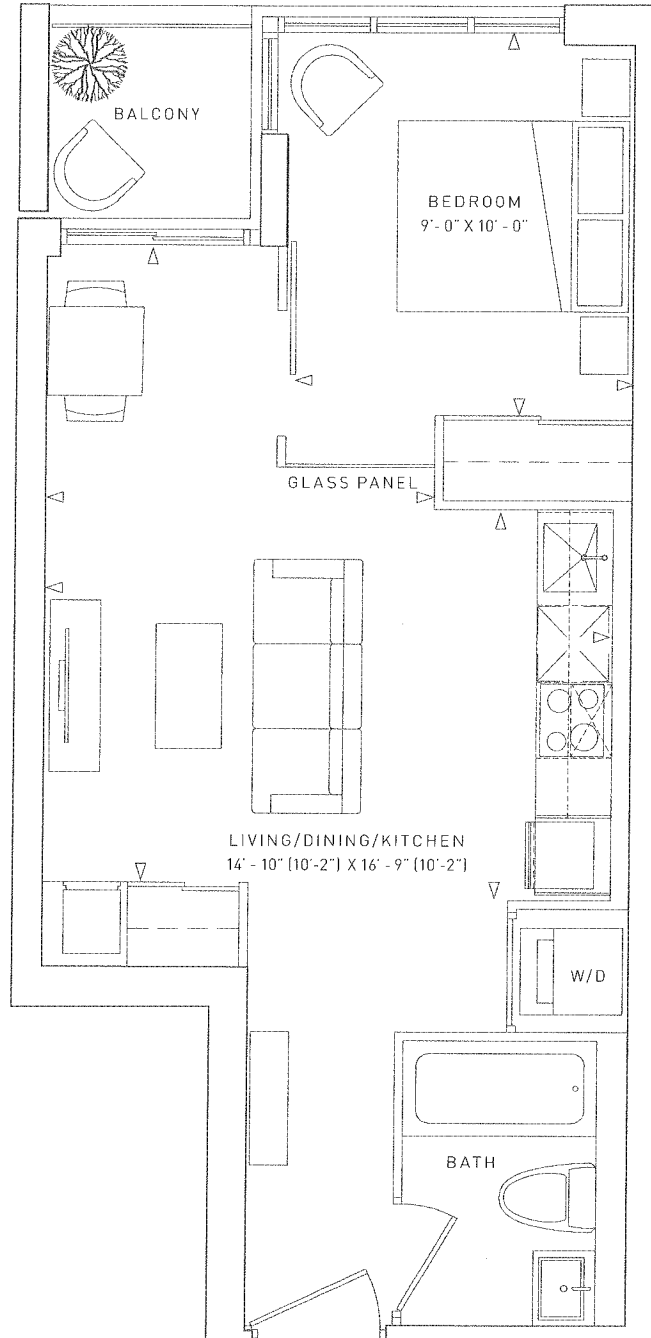 BALCONY
BEDROOM
9'-0" X 10'-0"
GLASS PANEL
LIVING/DINING/KITCHEN
14'-10" (10'-2") X 16'-9" (10'-2")
W/D
BATH